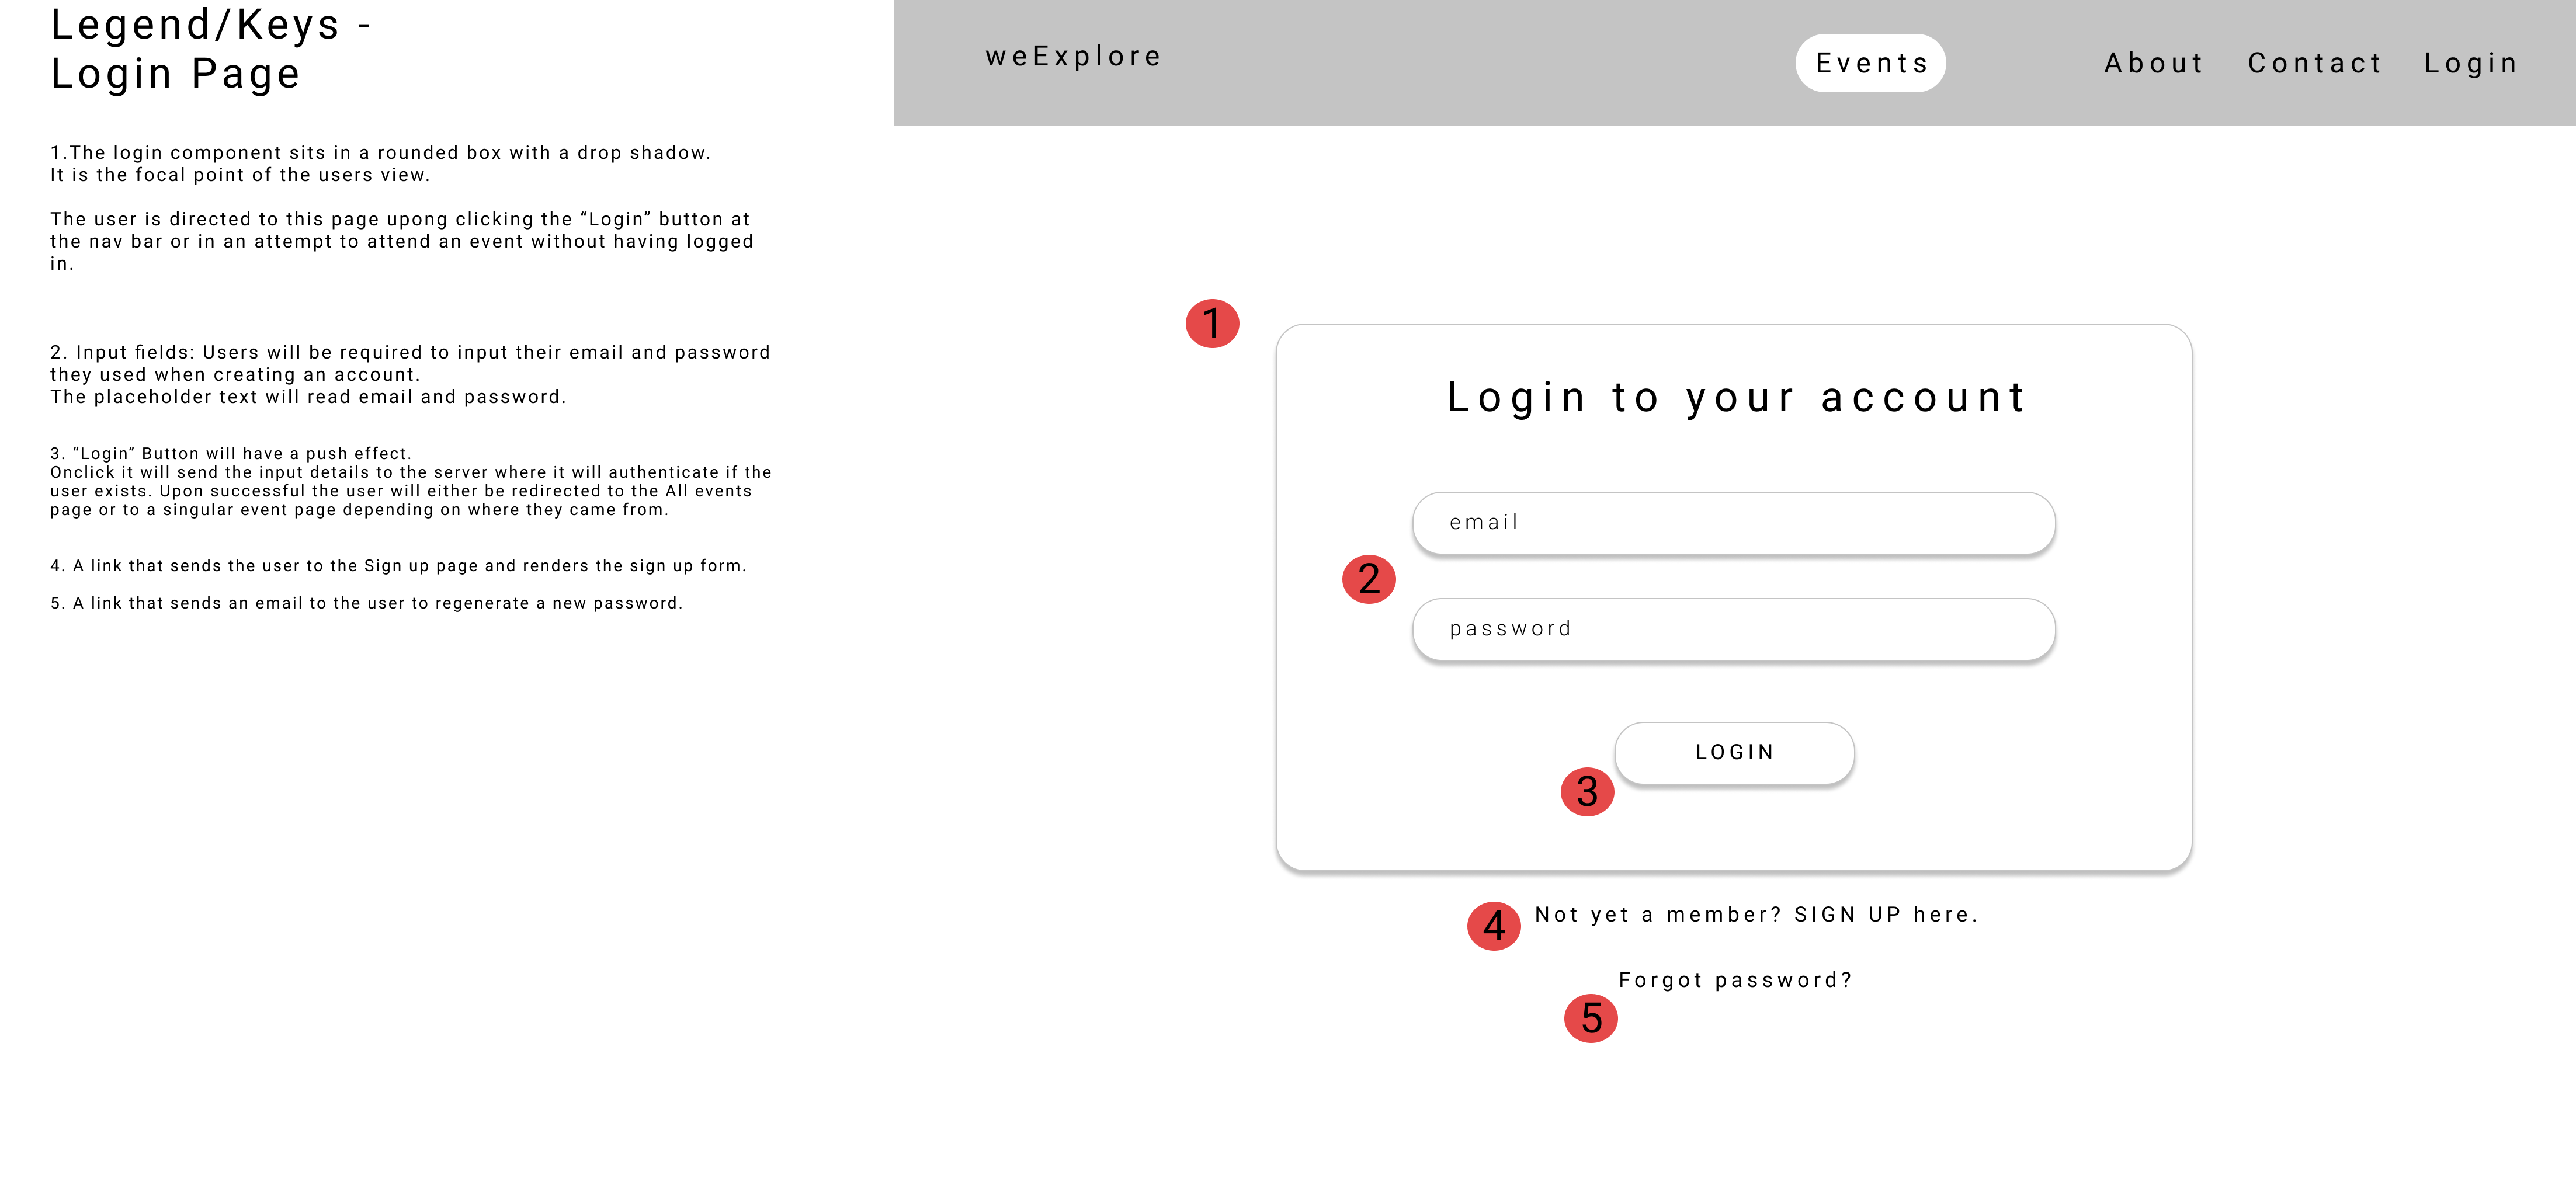 Legend/Keys -
Login Page
1.The login component sits in a rounded box with a drop shadow.
It is the focal point of the users view.
The user is directed to this page upong clicking the “Login” button at
the nav bar or in an attempt to attend an event without having logged
in.
2. Input fields: Users will be required to input their email and password
they used when creating an account.
The placeholder text will read email and password.
3. “Login” Button will have a push effect.
Onclick it will send the input details to the server where it will authenticate if the
user exists. Upon successful the user will either be redirected to the All events
page or to a singular event page depending on where they came from.
4. A link that sends the user to the Sign up page and renders the sign up form.
5. A link that sends an email to the user to regenerate a new password.
weExplore
Events
About
Contact
Login
1
Login to your account
email
2
password
LOGIN
3
4
Not yet a member? SIGN UP here.
Forgot password?
5